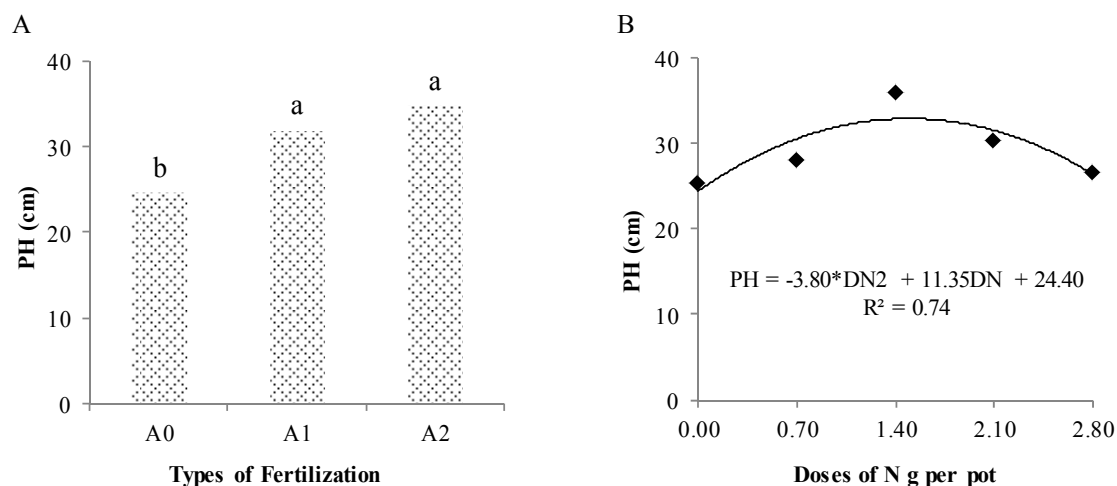 A
PH (cm)
40
30
20
10
0
b
a
a
A0 A1 A2
Types of Fertilization
B
PH (cm)
40
30
20
10
0
PH = -3.80*DN2 + 11.35DN + 24.40
R² = 0.74
0.00 0.70 1.40 2.10 2.80
Doses of N g per pot